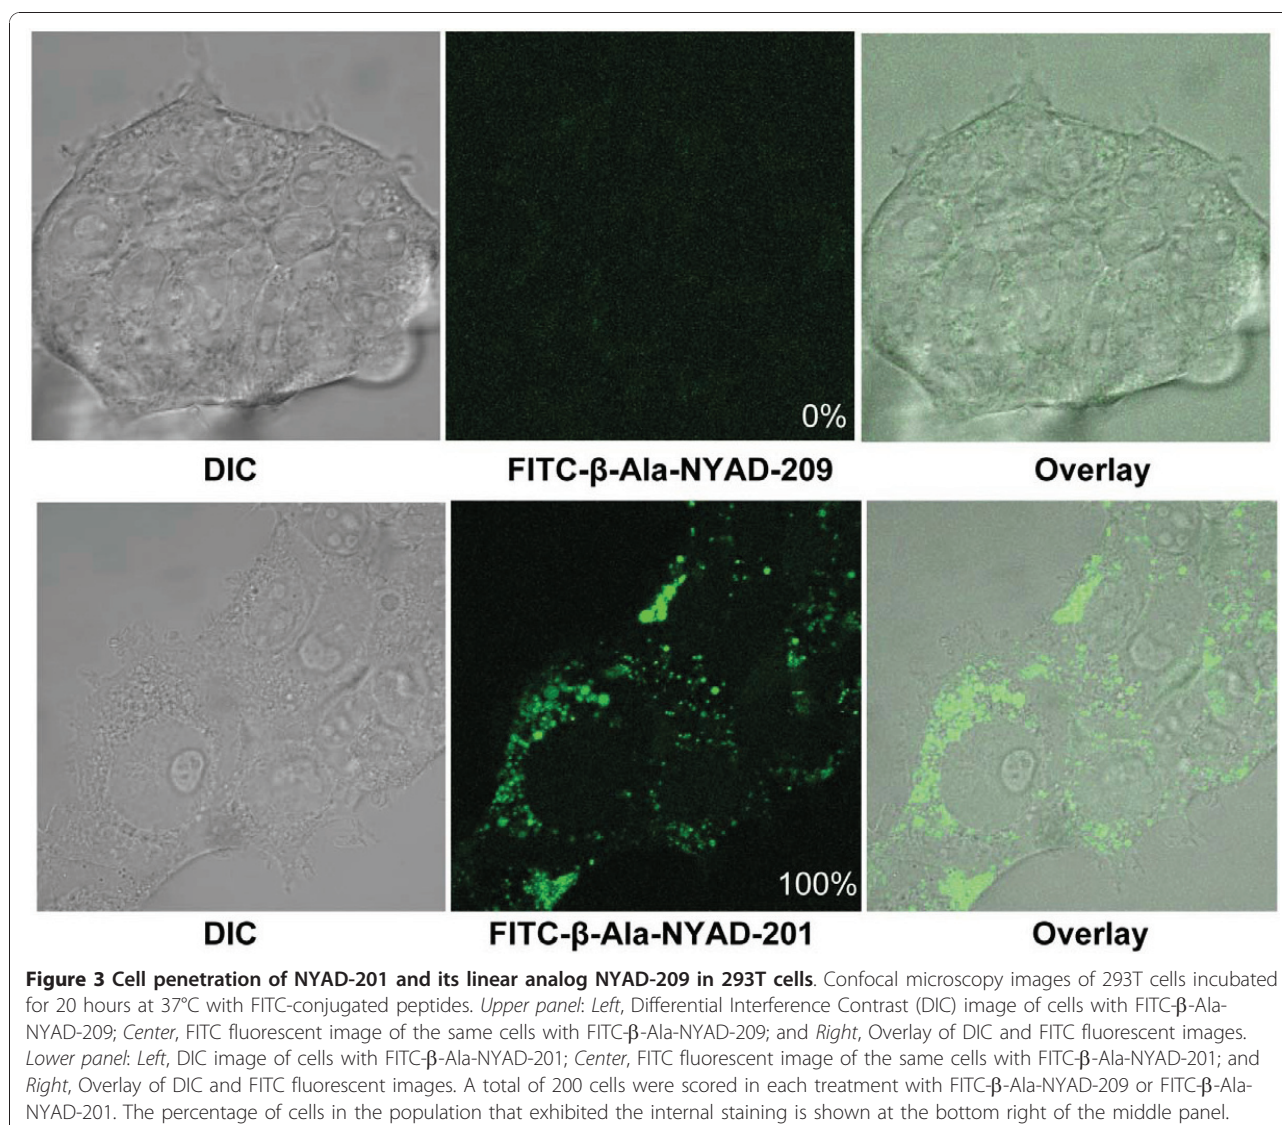 0%
DIC FITC-β-Ala-NYAD-209 Overlay
100%
DIC FITC-β-Ala-NYAD-201 Overlay
Figure 3 Cell penetration of NYAD-201 and its linear analog NYAD-209 in 293T cells. Confocal microscopy images of 293T cells incubated
for 20 hours at 37°C with FITC-conjugated peptides. Upper panel: Left, Differential Interference Contrast (DIC) image of cells with FITC-β-Ala-
NYAD-209; Center, FITC fluorescent image of the same cells with FITC-β-Ala-NYAD-209; and Right, Overlay of DIC and FITC fluorescent images.
Lower panel: Left, DIC image of cells with FITC-β-Ala-NYAD-201; Center, FITC fluorescent image of the same cells with FITC-β-Ala-NYAD-201; and
Right, Overlay of DIC and FITC fluorescent images. A total of 200 cells were scored in each treatment with FITC-β-Ala-NYAD-209 or FITC-β-Ala-
NYAD-201. The percentage of cells in the population that exhibited the internal staining is shown at the bottom right of the middle panel.